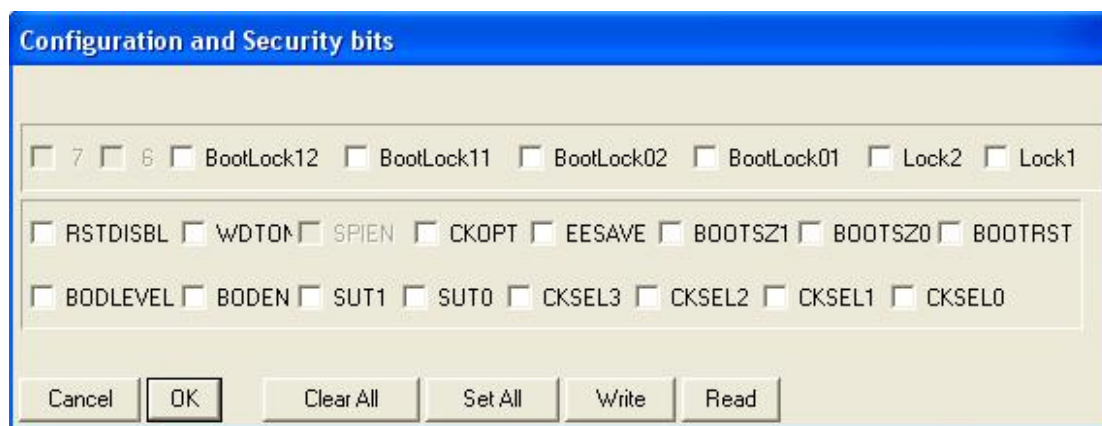 Configuration and Security bits
7 6 BootLock12 BootLock11 BootLock02 BootLock01 Lock2 Lock1
RSTDISBL WDTON SPIEN CKOPT EESAVE BOOTSZ1 BOOTSZ0 BOOTRST
BODLEVEL BODEN SUT1 SUT0 CKSEL3 CKSEL2 CKSEL1 CKSEL0
Cancel OK Clear All Set All Write Read